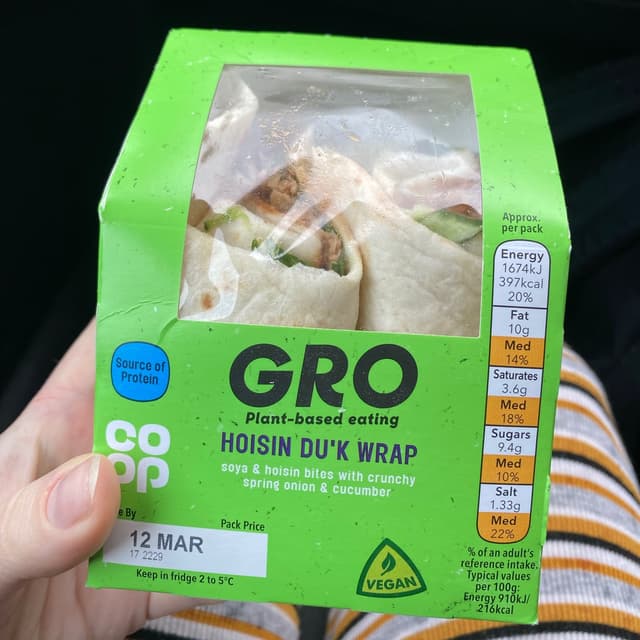 Approx.
per pack
Energy
1674kJ
397kcal
20%
Fat
10g
Med
14%
Saturates
3.6g
Med
18%
Sugars
9.4g
Med
10%
Salt
1.33g
Med
22%
% of an adult's
reference intake.
Typical values
per 100g:
Energy 910kJ/
216kcal
Source of
Protein
GRO
Plant-based eating
HOISIN DU'K WRAP
soya & hoisin bites with crunchy
spring onion & cucumber
CO
OP
By
Pack Price
12 MAR
17 2229
Keep in fridge 2 to 5°C
VEGAN